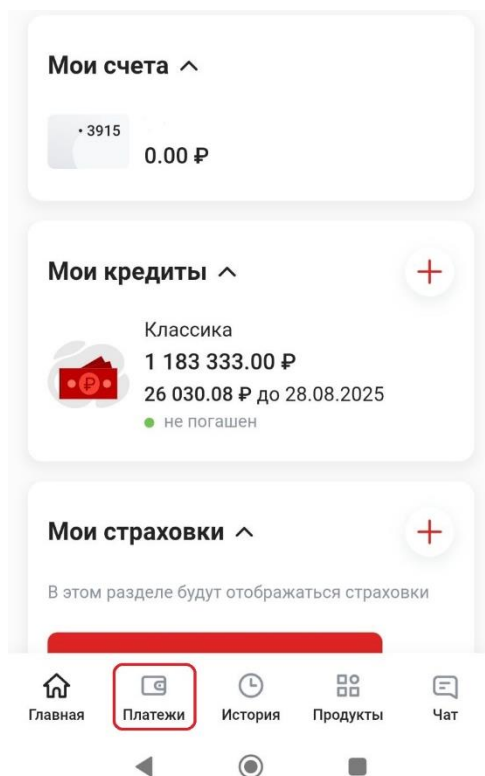 Мои счета
• 3915
0.00 ₽
Мои кредиты
Классика
1 183 333.00 ₽
26 030.08 ₽ до 28.08.2025
не погашен
Мои страховки
В этом разделе будут отображаться страховки
Главная Платежи История Продукты Чат